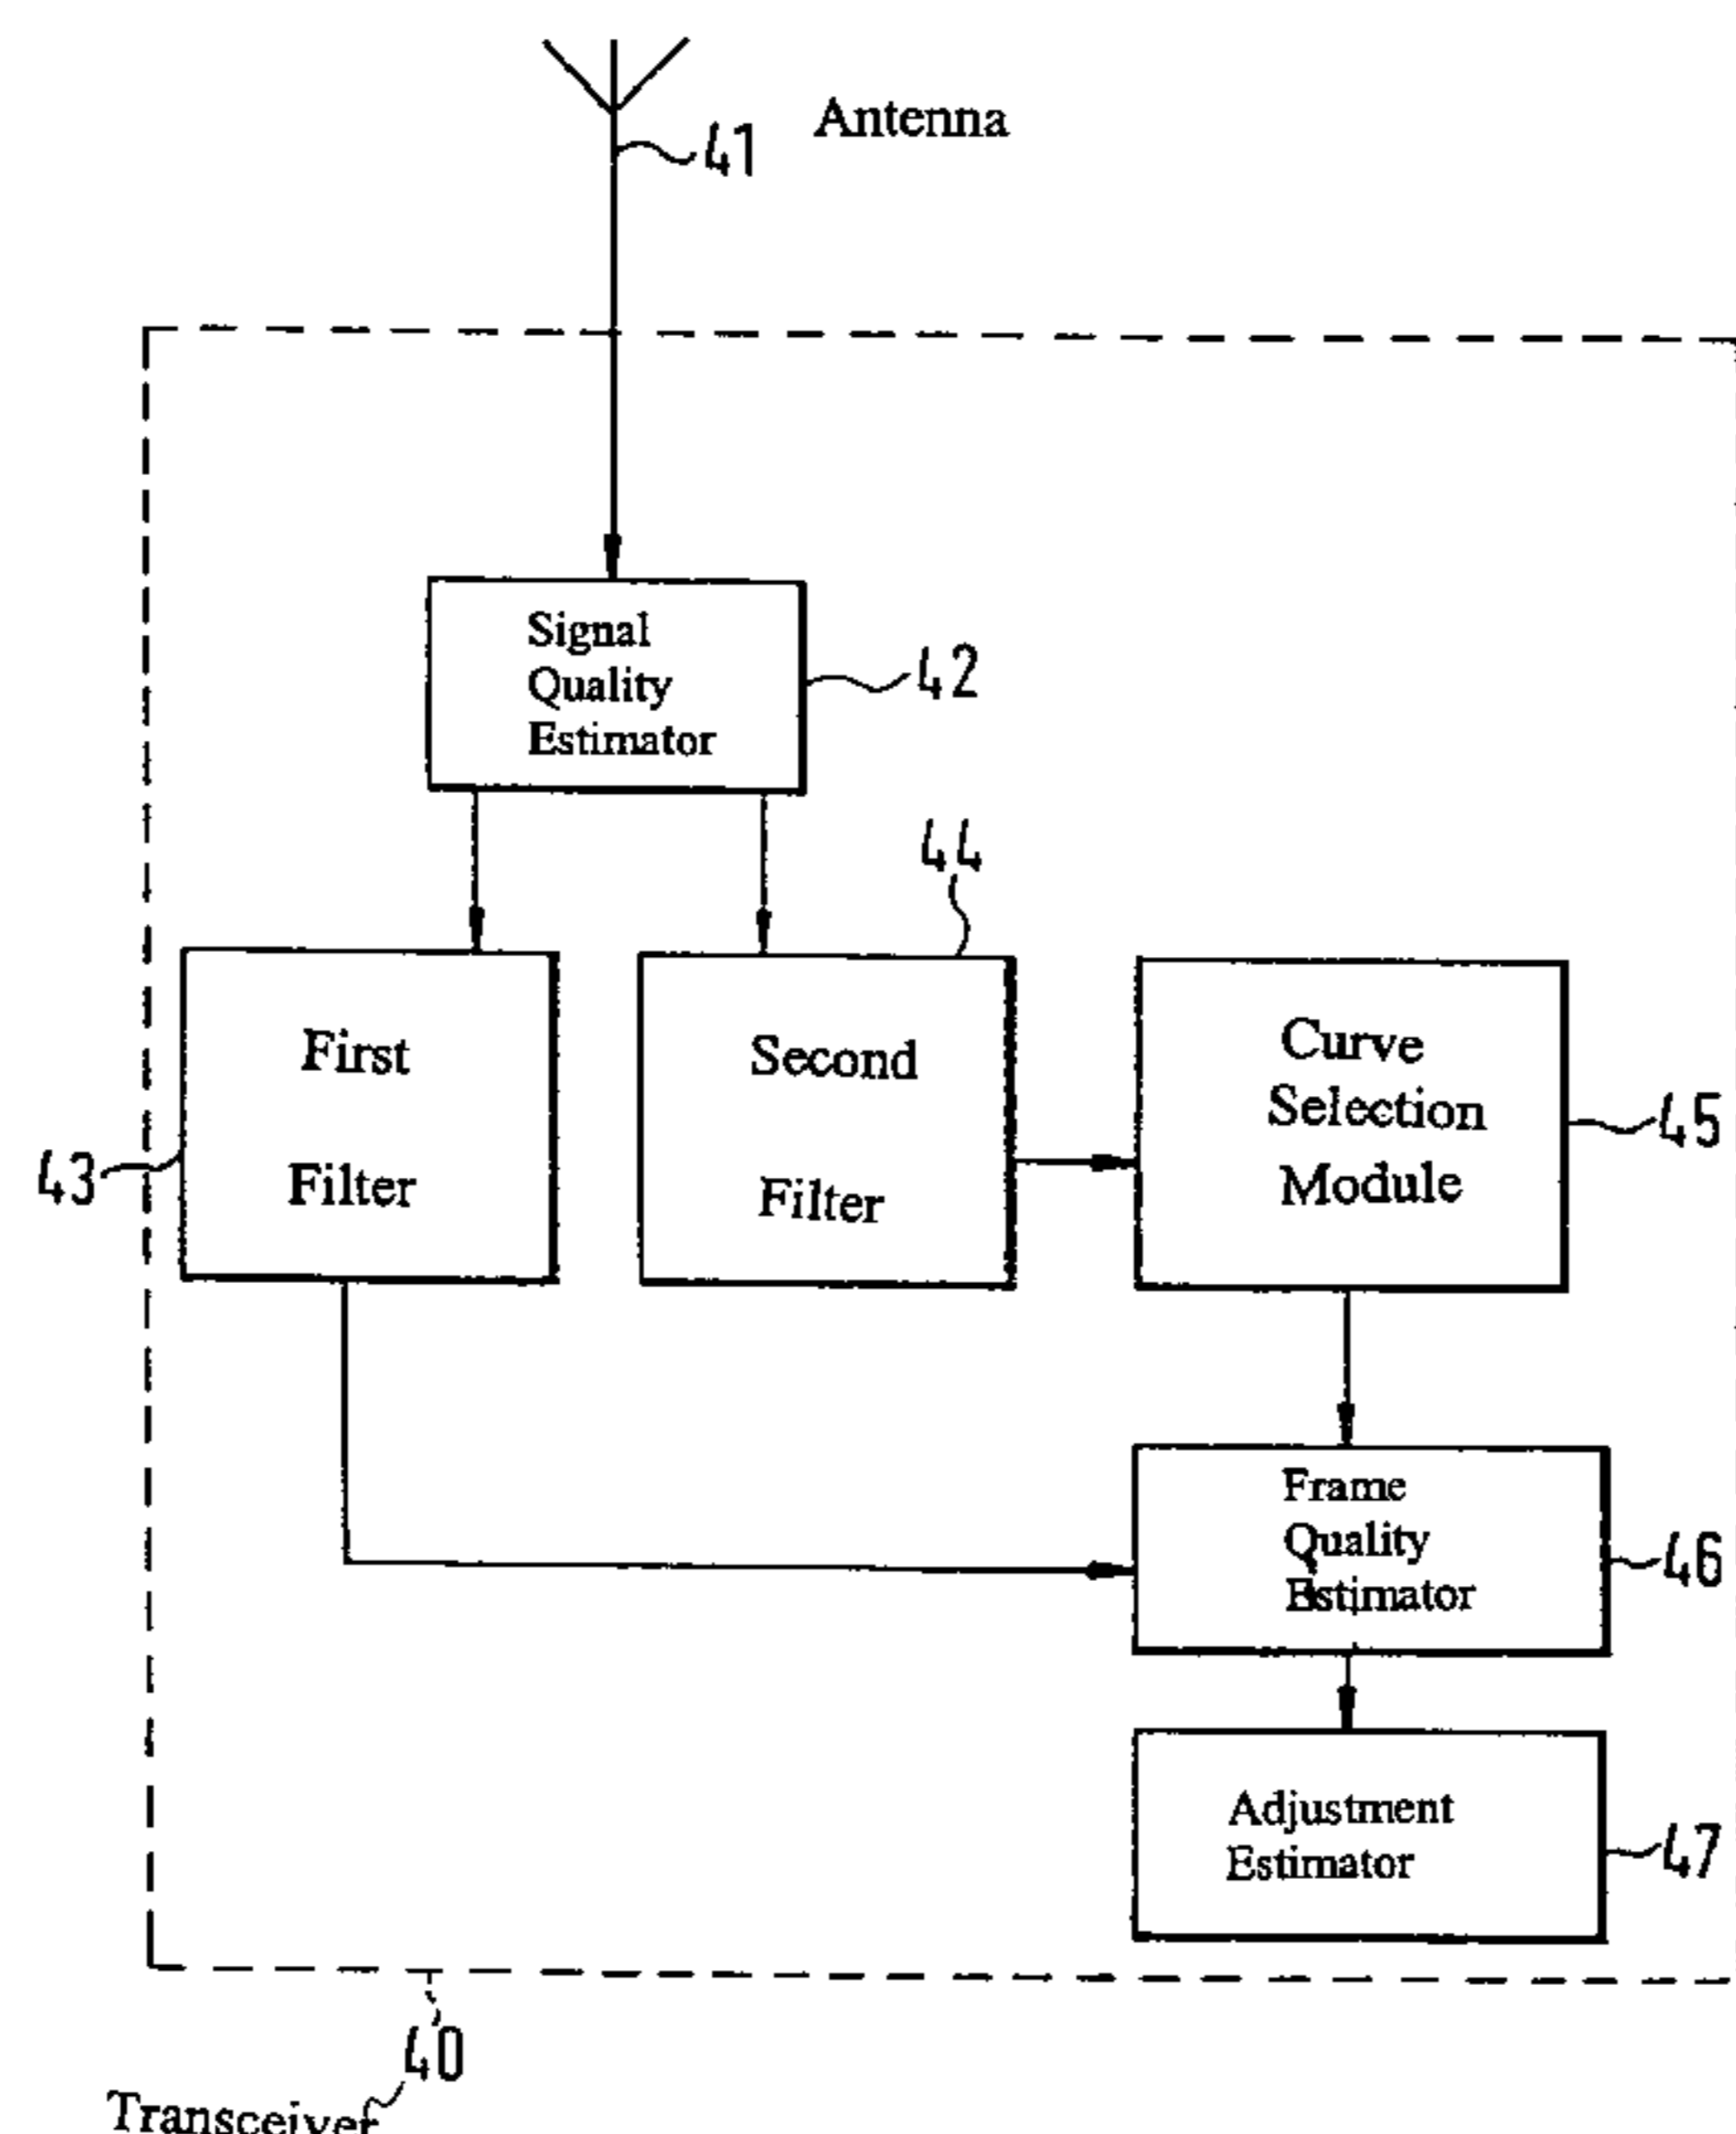 Antenna
41
Signal
Quality
Estimator
42
44
First
Filter
43
Second
Filter
Curve
Selection
Module
45
Frame
Quality
Estimator
46
Adjustment
Estimator
47
40
Transceiver